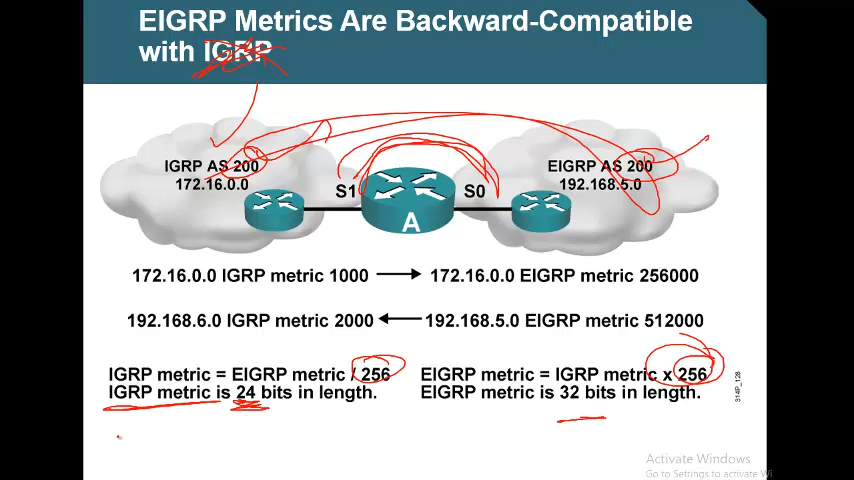 EIGRP Metrics Are Backward-Compatible
with IGRP
IGRP AS 200
172.16.0.0
EIGRP AS 200
192.168.5.0
S1
S0
A
172.16.0.0 IGRP metric 1000
172.16.0.0 EIGRP metric 256000
192.168.6.0 IGRP metric 2000
192.168.5.0 EIGRP metric 512000
IGRP metric = EIGRP metric / 256
IGRP metric is 24 bits in length.
EIGRP metric = IGRP metric x 256
EIGRP metric is 32 bits in length.
314P_128
Activate Windows
Go to Settings to activate Wi